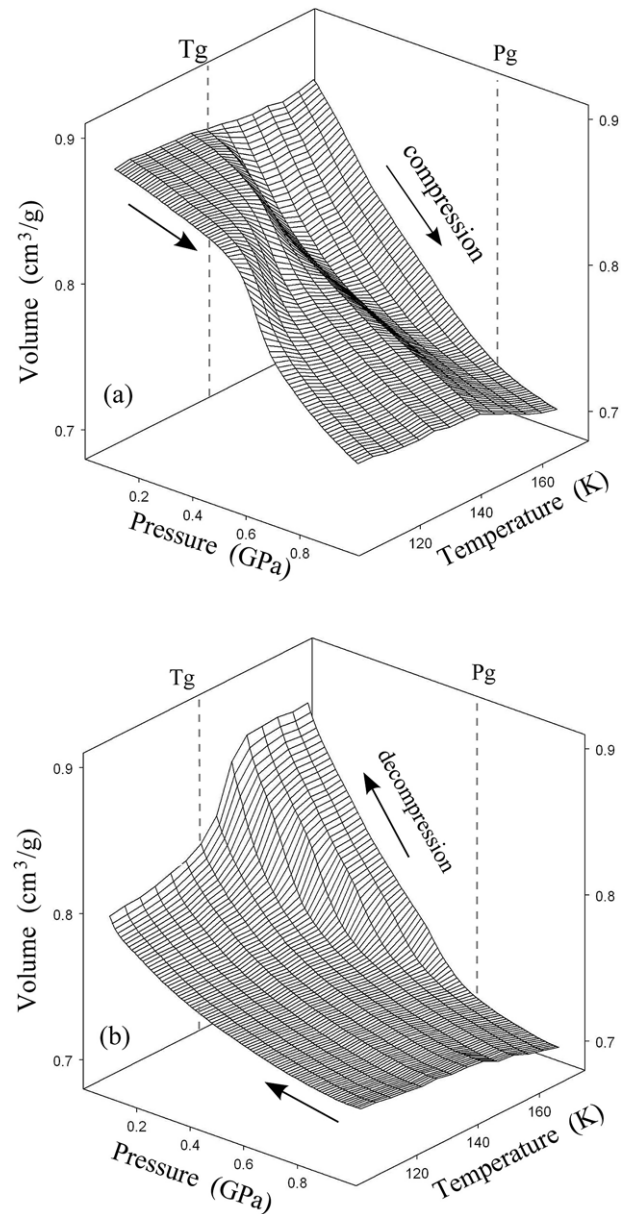 Tg
Pg
0.9
0.9
compression
Volume (cm³/g)
0.8
0.8
(a)
0.7
0.7
0.2
0.4
0.6
0.8
Pressure (GPa)
120
140
160
Temperature (K)
Tg
Pg
0.9
0.9
decompression
Volume (cm³/g)
0.8
0.8
(b)
0.7
0.7
0.2
0.4
0.6
0.8
Pressure (GPa)
120
140
160
Temperature (K)